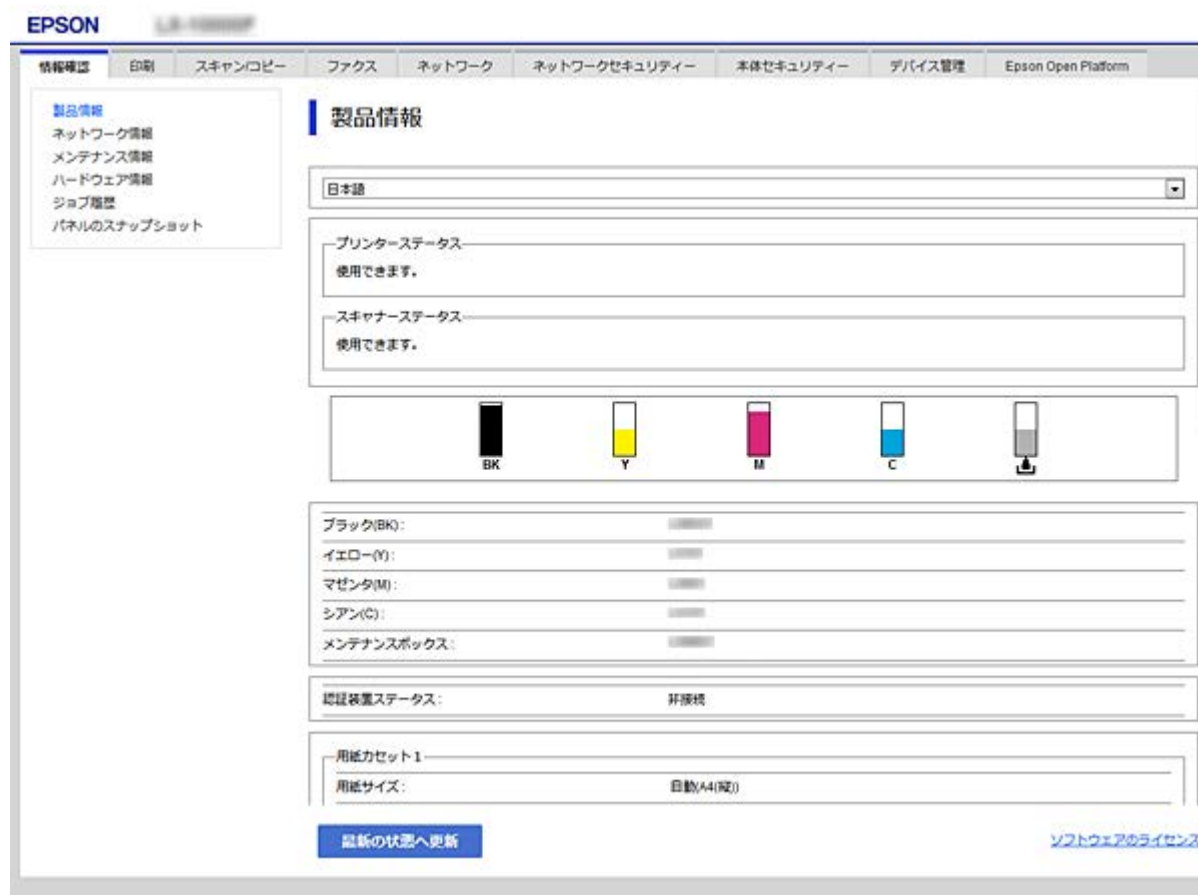 EPSON
情報確認 印刷 スキャン/コピー ファクス ネットワーク ネットワークセキュリティー 本体セキュリティー デバイス管理 Epson Open Platform
製品情報
ネットワーク情報
メンテナンス情報
ハードウェア情報
ジョブ履歴
パネルのスナップショット
製品情報
日本語
プリンターステータス
使用できます。
スキャナーステータス
使用できます。
BK Y M C
ブラック(BK):
イエロー(Y):
マゼンタ(M):
シアン(C):
メンテナンスボックス:
認証装置ステータス: 非接続
用紙カセット1
用紙サイズ: 自動(A4(縦))
最新の状態へ更新
ソフトウェアのライセンス